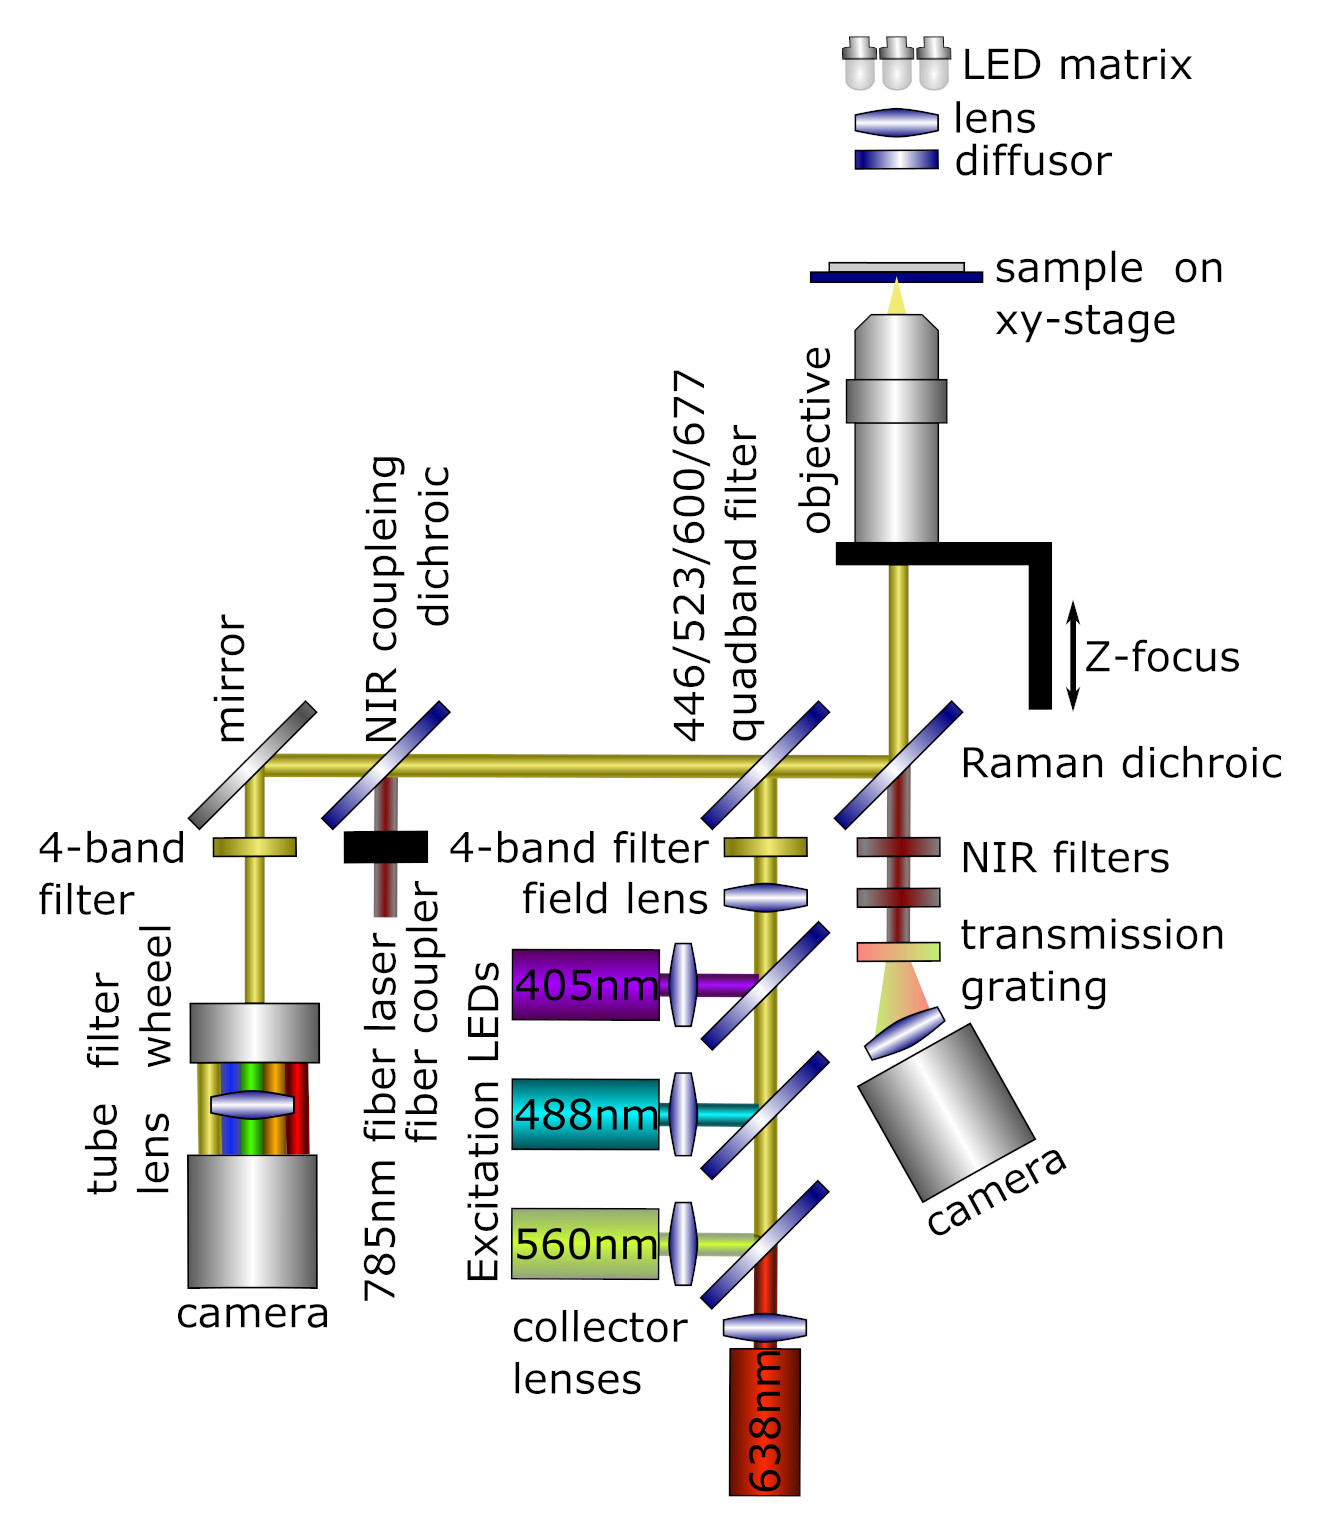 LED matrix
lens
diffusor
sample on
xy-stage
objective
446/523/600/677
quadband filter
NIR coupleing
dichroic
mirror
Z-focus
Raman dichroic
4-band
filter
4-band filter
field lens
NIR filters
transmission
grating
camera
filter
wheeel
tube
lens
camera
785nm fiber laser
fiber coupler
Excitation LEDs
405nm
488nm
560nm
collector
lenses
638nm